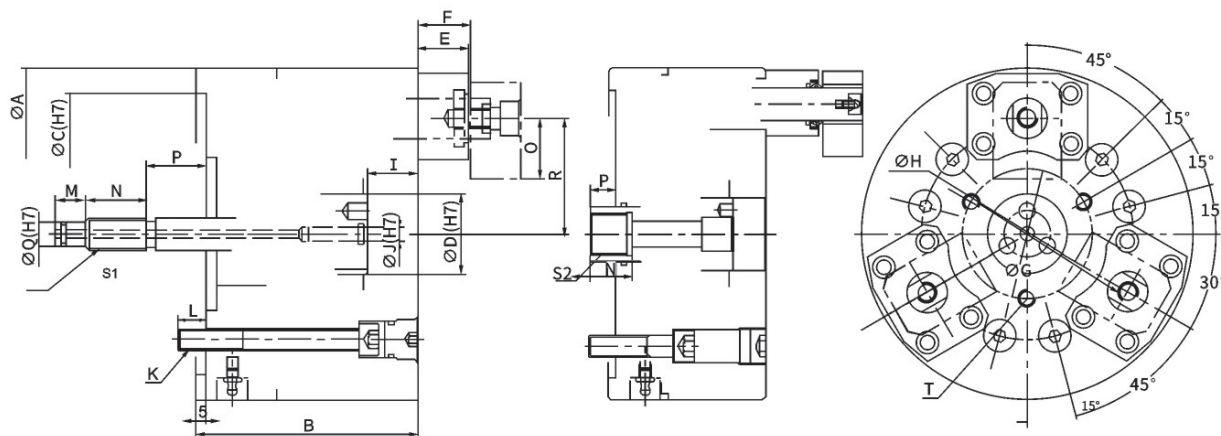 F
E
ØA
ØC(H7)
P
M
N
I
O
R
ØQ(H7)
S1
ØJ(H7)
ØD(H7)
L
K
5
B
P
S2
N
45°
15°
15°
15
30°
45°
15°
ØH
ØG
T